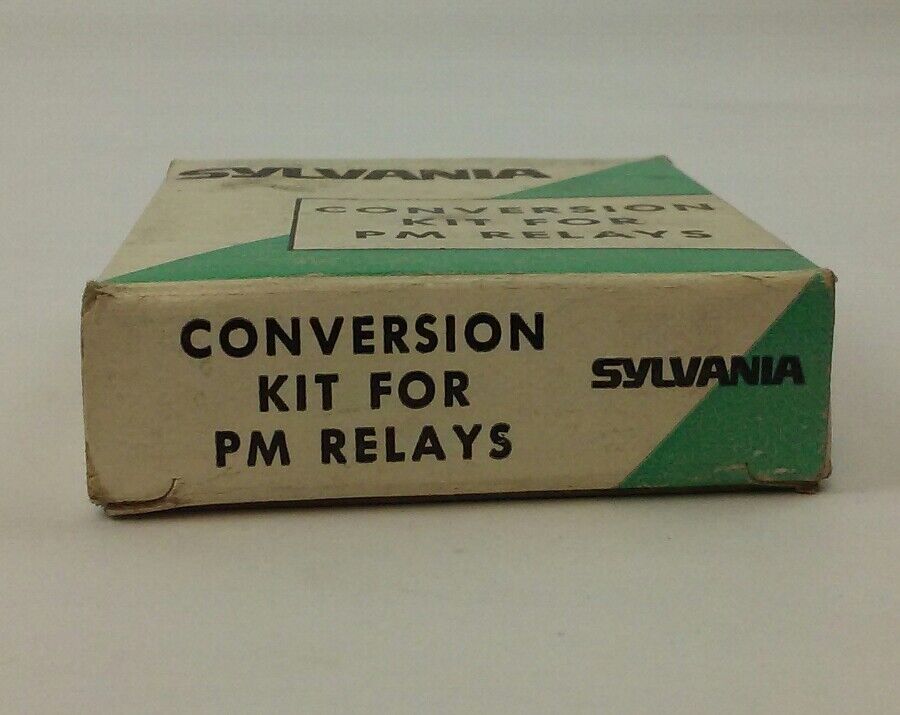 SYLVANIA
CONVERSION
KIT FOR
PM RELAYS
CONVERSION
KIT FOR
PM RELAYS
SYLVANIA